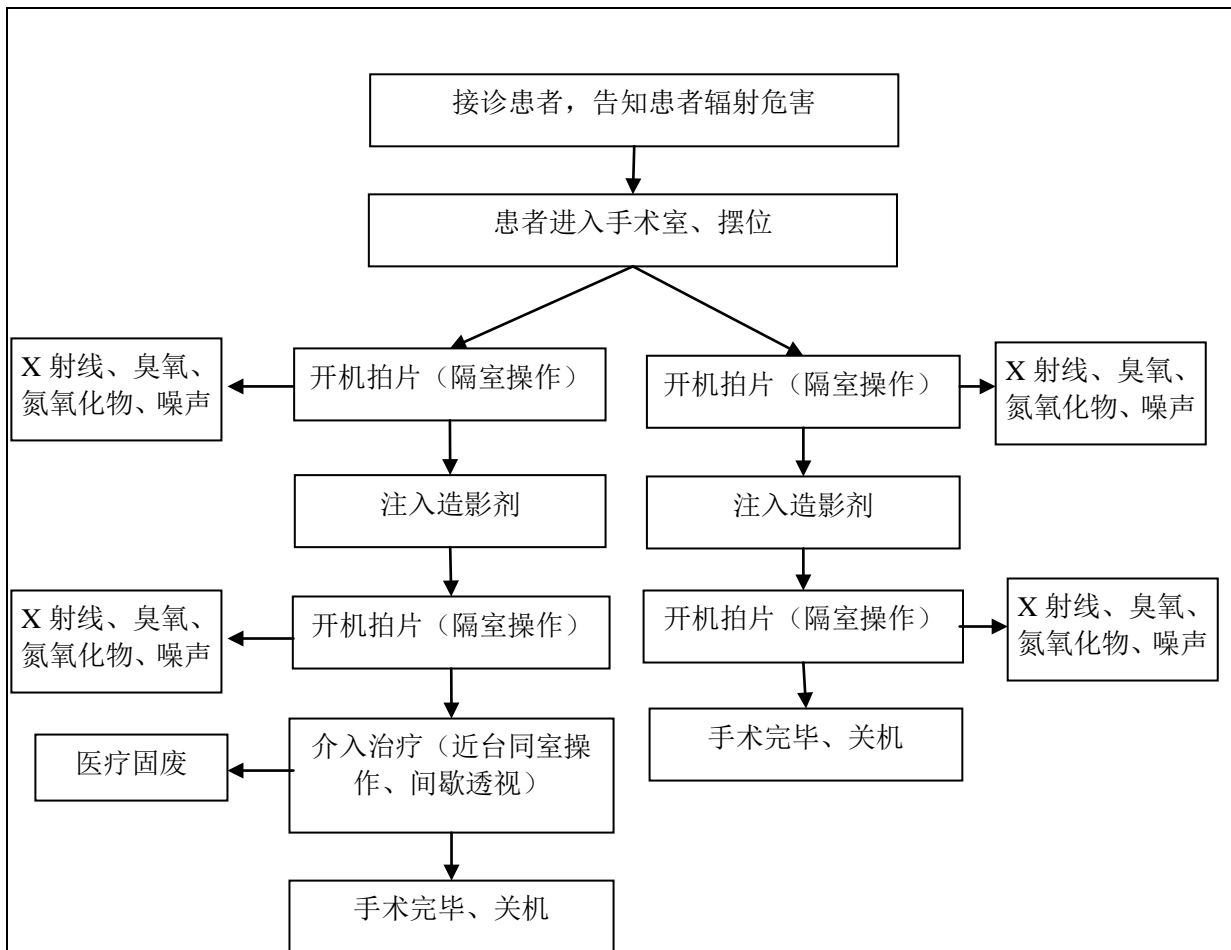 接诊患者，告知患者辐射危害
患者进入手术室、摆位
X 射线、臭氧、
氮氧化物、噪声
开机拍片（隔室操作）
开机拍片（隔室操作）
X 射线、臭氧、
氮氧化物、噪声
注入造影剂
注入造影剂
X 射线、臭氧、
氮氧化物、噪声
开机拍片（隔室操作）
开机拍片（隔室操作）
X 射线、臭氧、
氮氧化物、噪声
医疗固废
介入治疗（近台同室操
作、间歇透视）
手术完毕、关机
手术完毕、关机